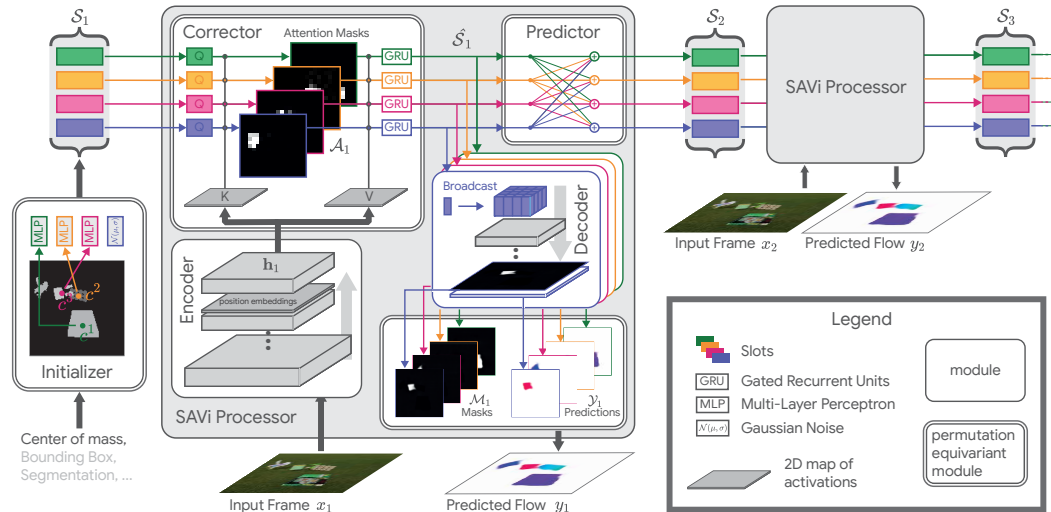 S₁
Corrector
Attention Masks
Ŝ₁
Predictor
S₂
S₃
Q
GRU
Q
GRU
Q
GRU
Q
GRU
SAVi Processor
A₁
K
V
Broadcast
Decoder
MLP
MLP
MLP
N(μ,σ)
c²
c¹
Initializer
Encoder
h₁
position embeddings
SAVi Processor
M₁
Masks
Y₁
Predictions
Input Frame x₂
Predicted Flow y₂
Center of mass,
Bounding Box,
Segmentation, ...
Input Frame x₁
Predicted Flow y₁
Legend
Slots
GRU
Gated Recurrent Units
MLP
Multi-Layer Perceptron
N(μ,σ)
Gaussian Noise
2D map of
activations
module
permutation
equivariant
module